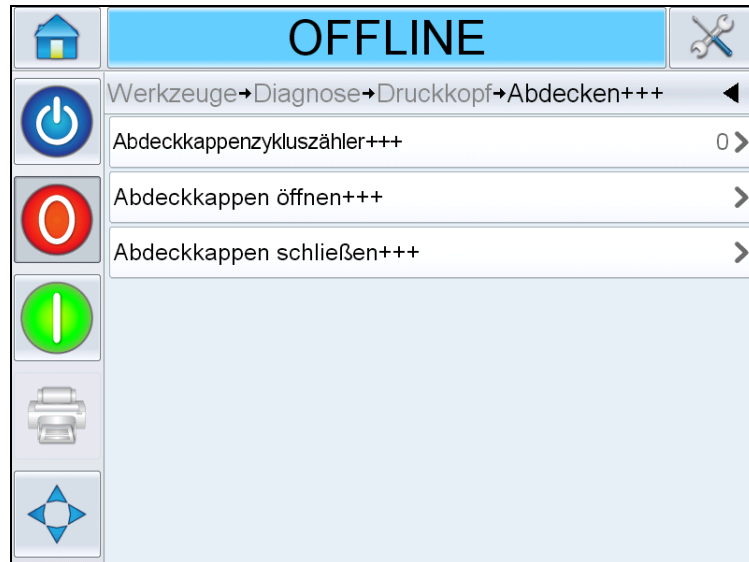 OFFLINE
Werkzeuge→Diagnose→Druckkopf→Abdecken+++
Abdeckkappenzykluszähler+++ 0
Abdeckkappen öffnen+++
Abdeckkappen schließen+++